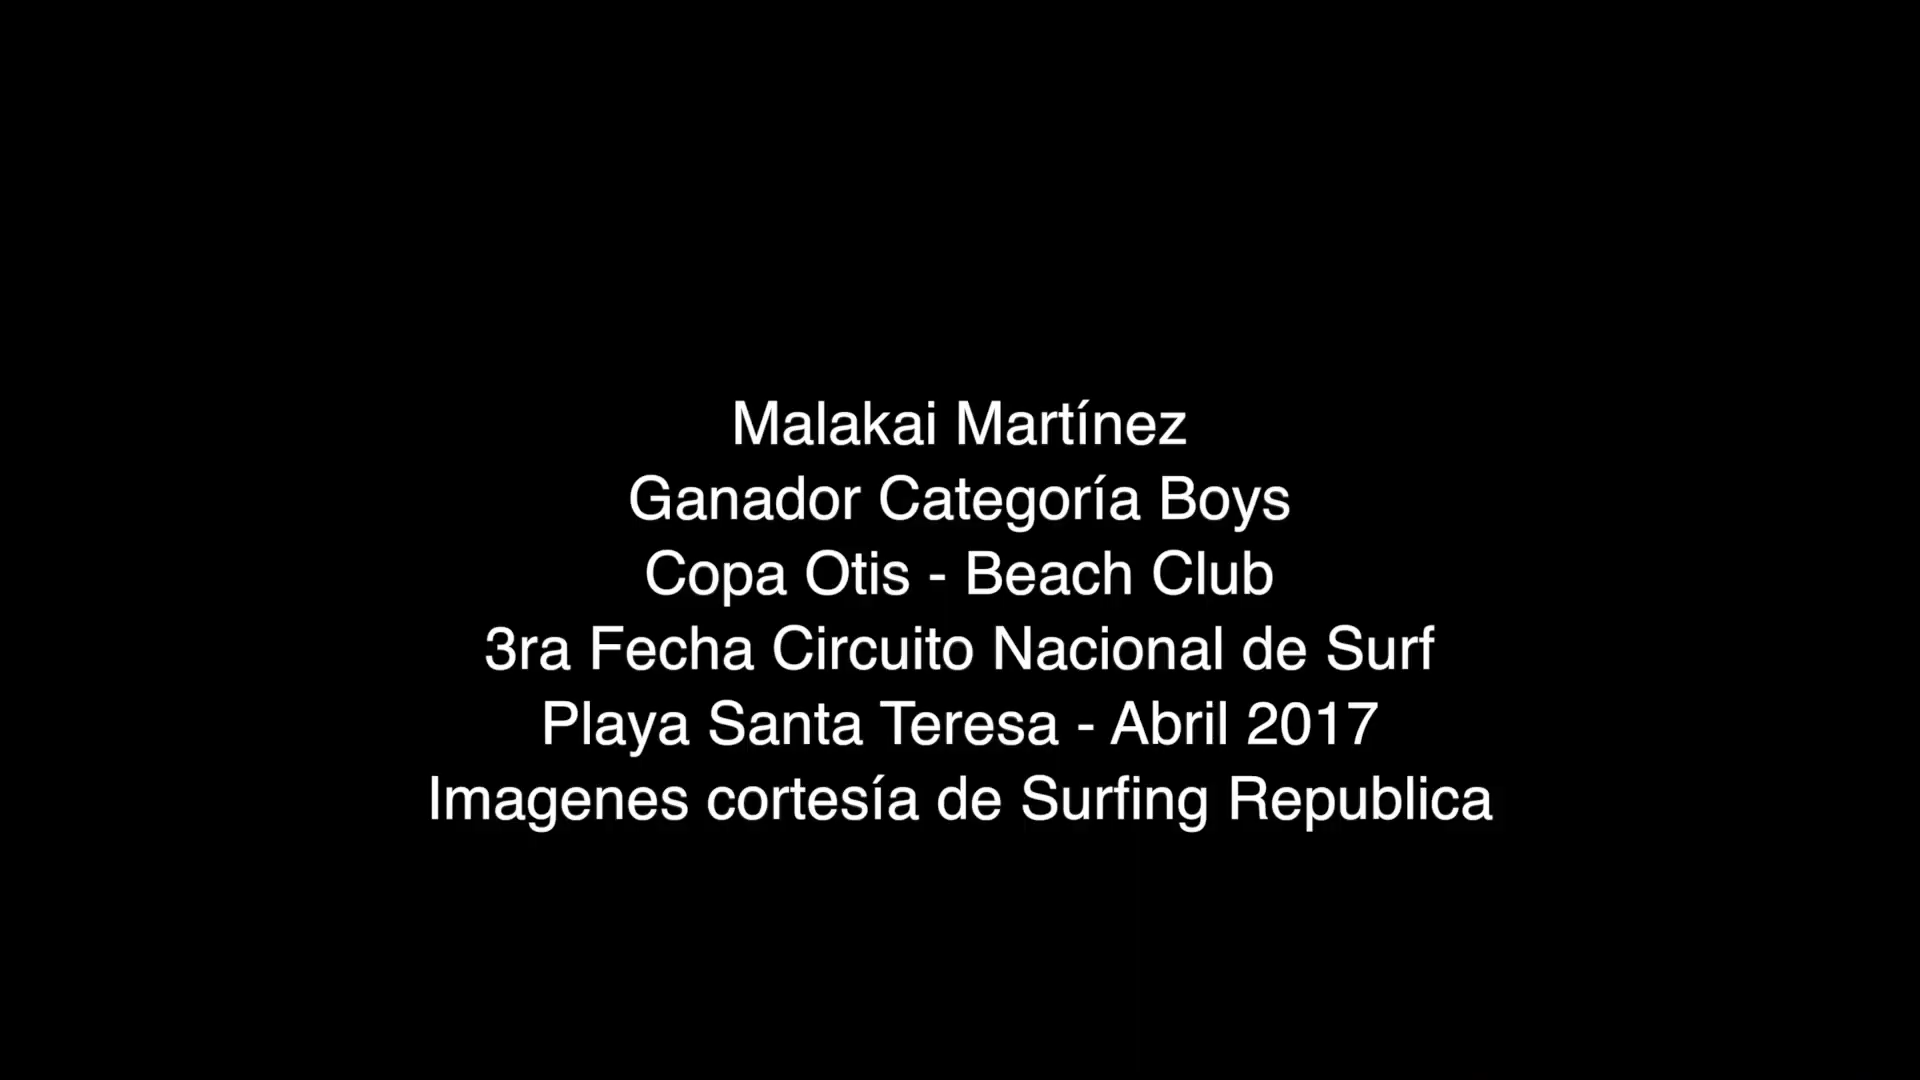 Malakai Martínez
Ganador Categoría Boys
Copa Otis - Beach Club
3ra Fecha Circuito Nacional de Surf
Playa Santa Teresa - Abril 2017
Imagenes cortesía de Surfing Republica